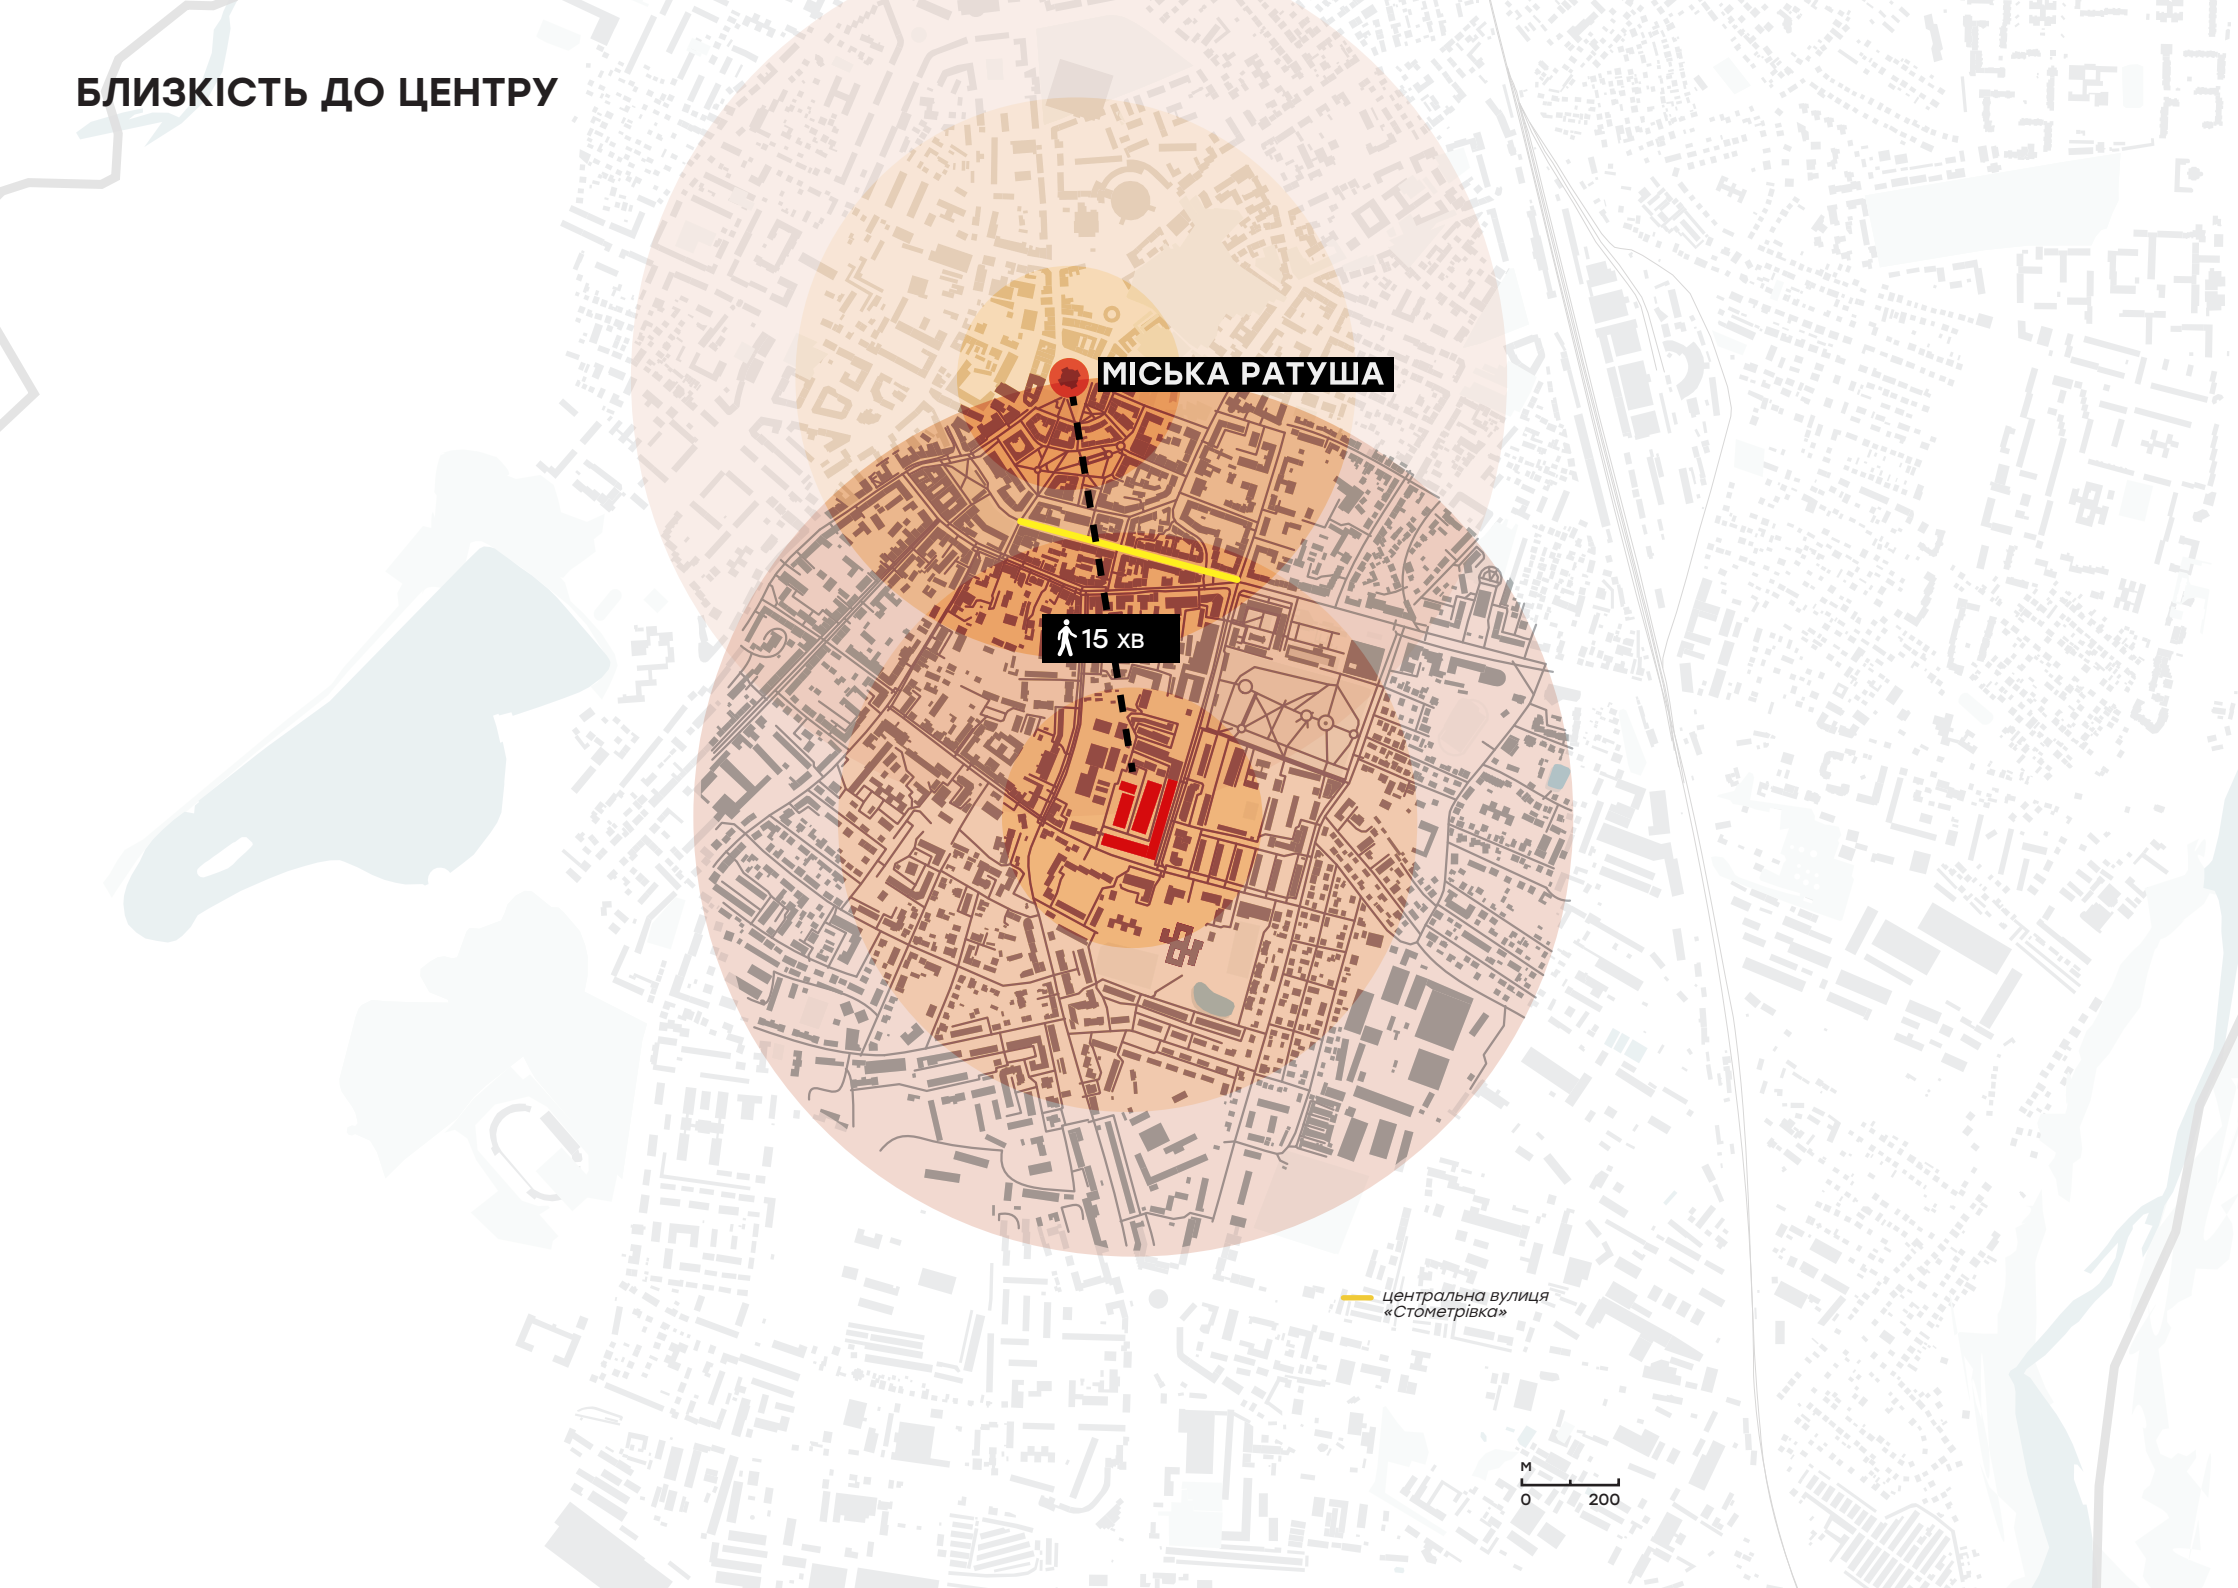 БЛИЗКІСТЬ ДО ЦЕНТРУ
МІСЬКА РАТУША
15 хв
центральна вулиця
«Стометрівка»
м
0 200